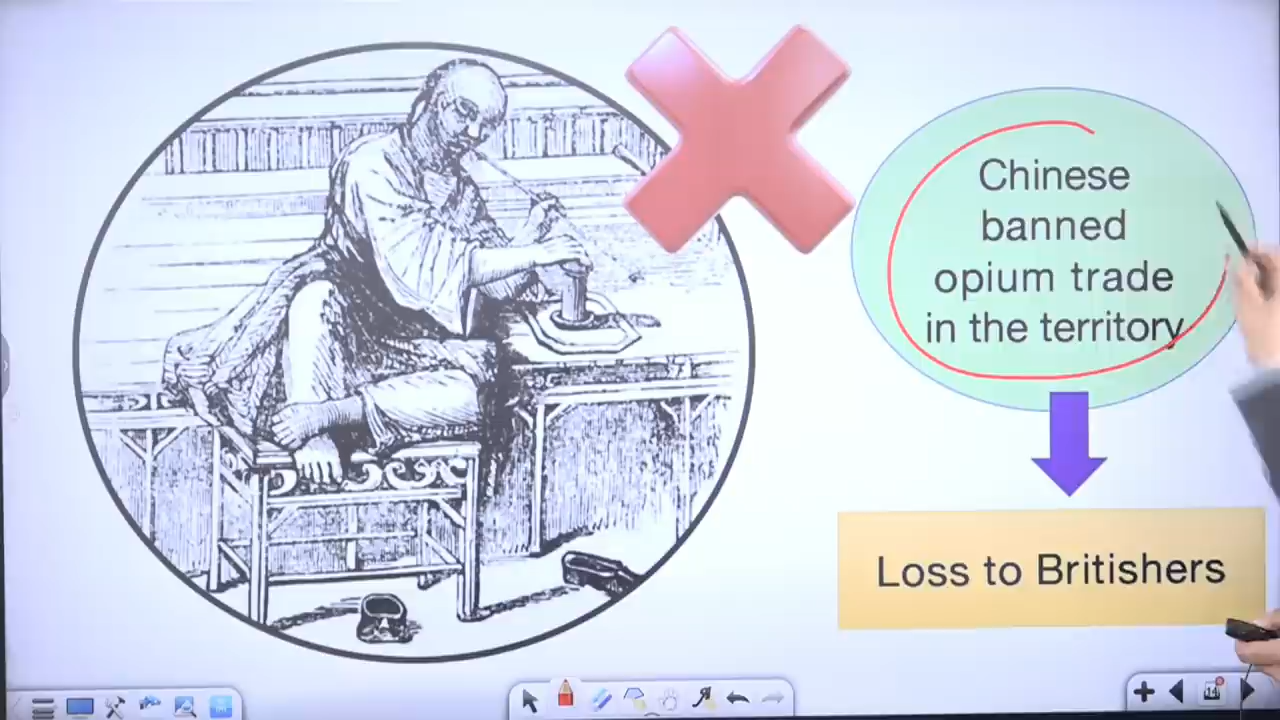 Chinese
banned
opium trade
in the territory
Loss to Britishers